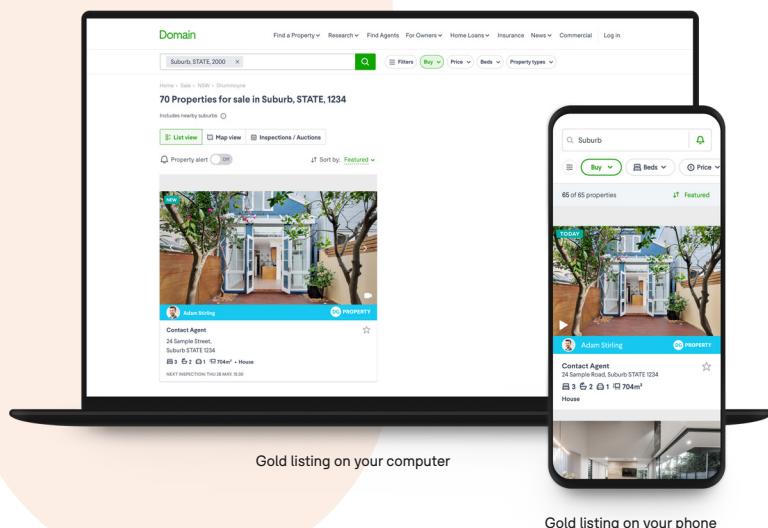 Domain
Find a Property Research Find Agents For Owners Home Loans Insurance News Commercial Log in
Suburb, STATE, 2000 ×
Filters Buy Price Beds Property types
Home > Sale > NSW > Drummoyne
70 Properties for sale in Suburb, STATE, 1234
Includes nearby suburbs
List view Map view Inspections / Auctions
Property alert Off Sort by: Featured
NEW
Adam Stirling DG PROPERTY
Contact Agent
24 Sample Street,
Suburb STATE 1234
3 2 1 704m² • House
NEXT INSPECTION: THU 28 MAY, 15:30
Gold listing on your computer
Suburb
Buy Beds Price
65 of 65 properties Featured
TODAY
Adam Stirling DG PROPERTY
Contact Agent
24 Sample Road, Suburb STATE 1234
3 2 1 704m²
House
Gold listing on your phone